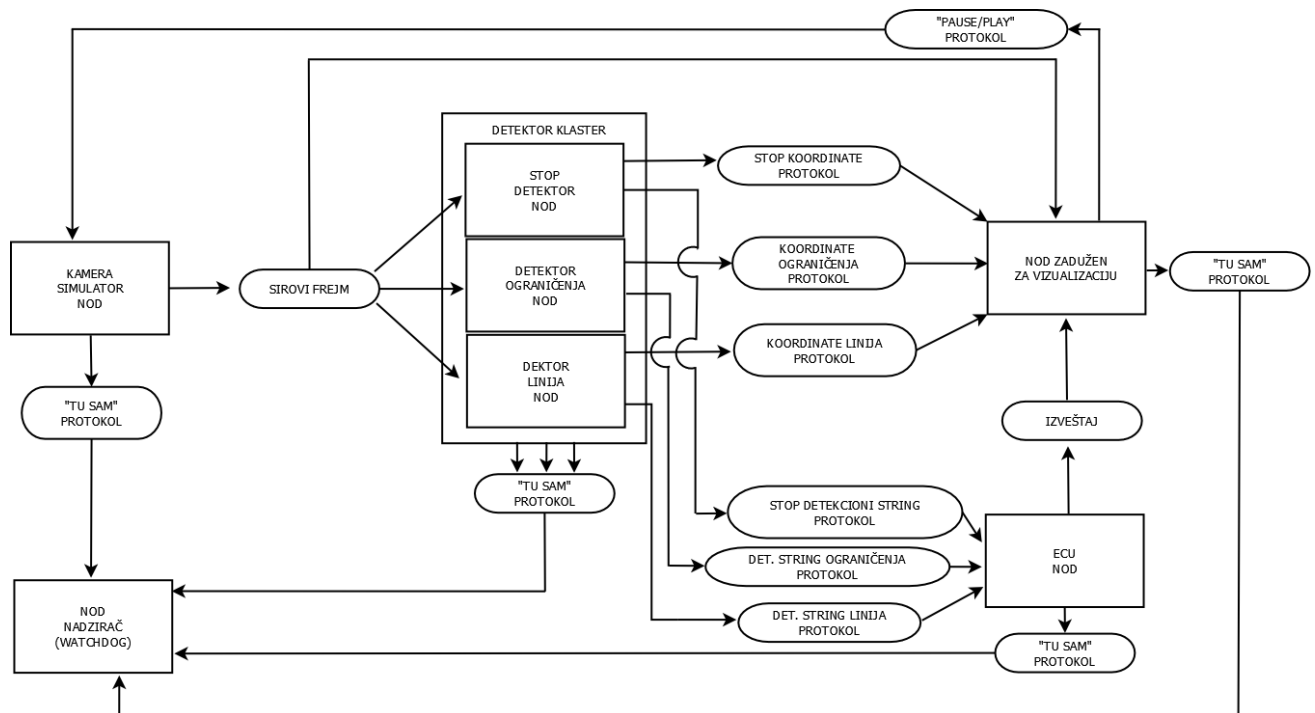 "PAUSE/PLAY"
PROTOKOL
DETEKTOR KLASTER
STOP
DETEKTOR
NOD
STOP KOORDINATE
PROTOKOL
KAMERA
SIMULATOR
NOD
SIROVI FREJM
DETEKTOR
OGRANIČENJA
NOD
KOORDINATE
OGRANIČENJA
PROTOKOL
NOD ZADUŽEN
ZA VIZUALIZACIJU
"TU SAM"
PROTOKOL
DEKTOR
LINIJA
NOD
KOORDINATE LINIJA
PROTOKOL
"TU SAM"
PROTOKOL
IZVEŠTAJ
"TU SAM"
PROTOKOL
STOP DETEKCIONI STRING
PROTOKOL
DET. STRING OGRANIČENJA
PROTOKOL
ECU
NOD
NOD
NADZIRAČ
(WATCHDOG)
DET. STRING LINIJA
PROTOKOL
"TU SAM"
PROTOKOL